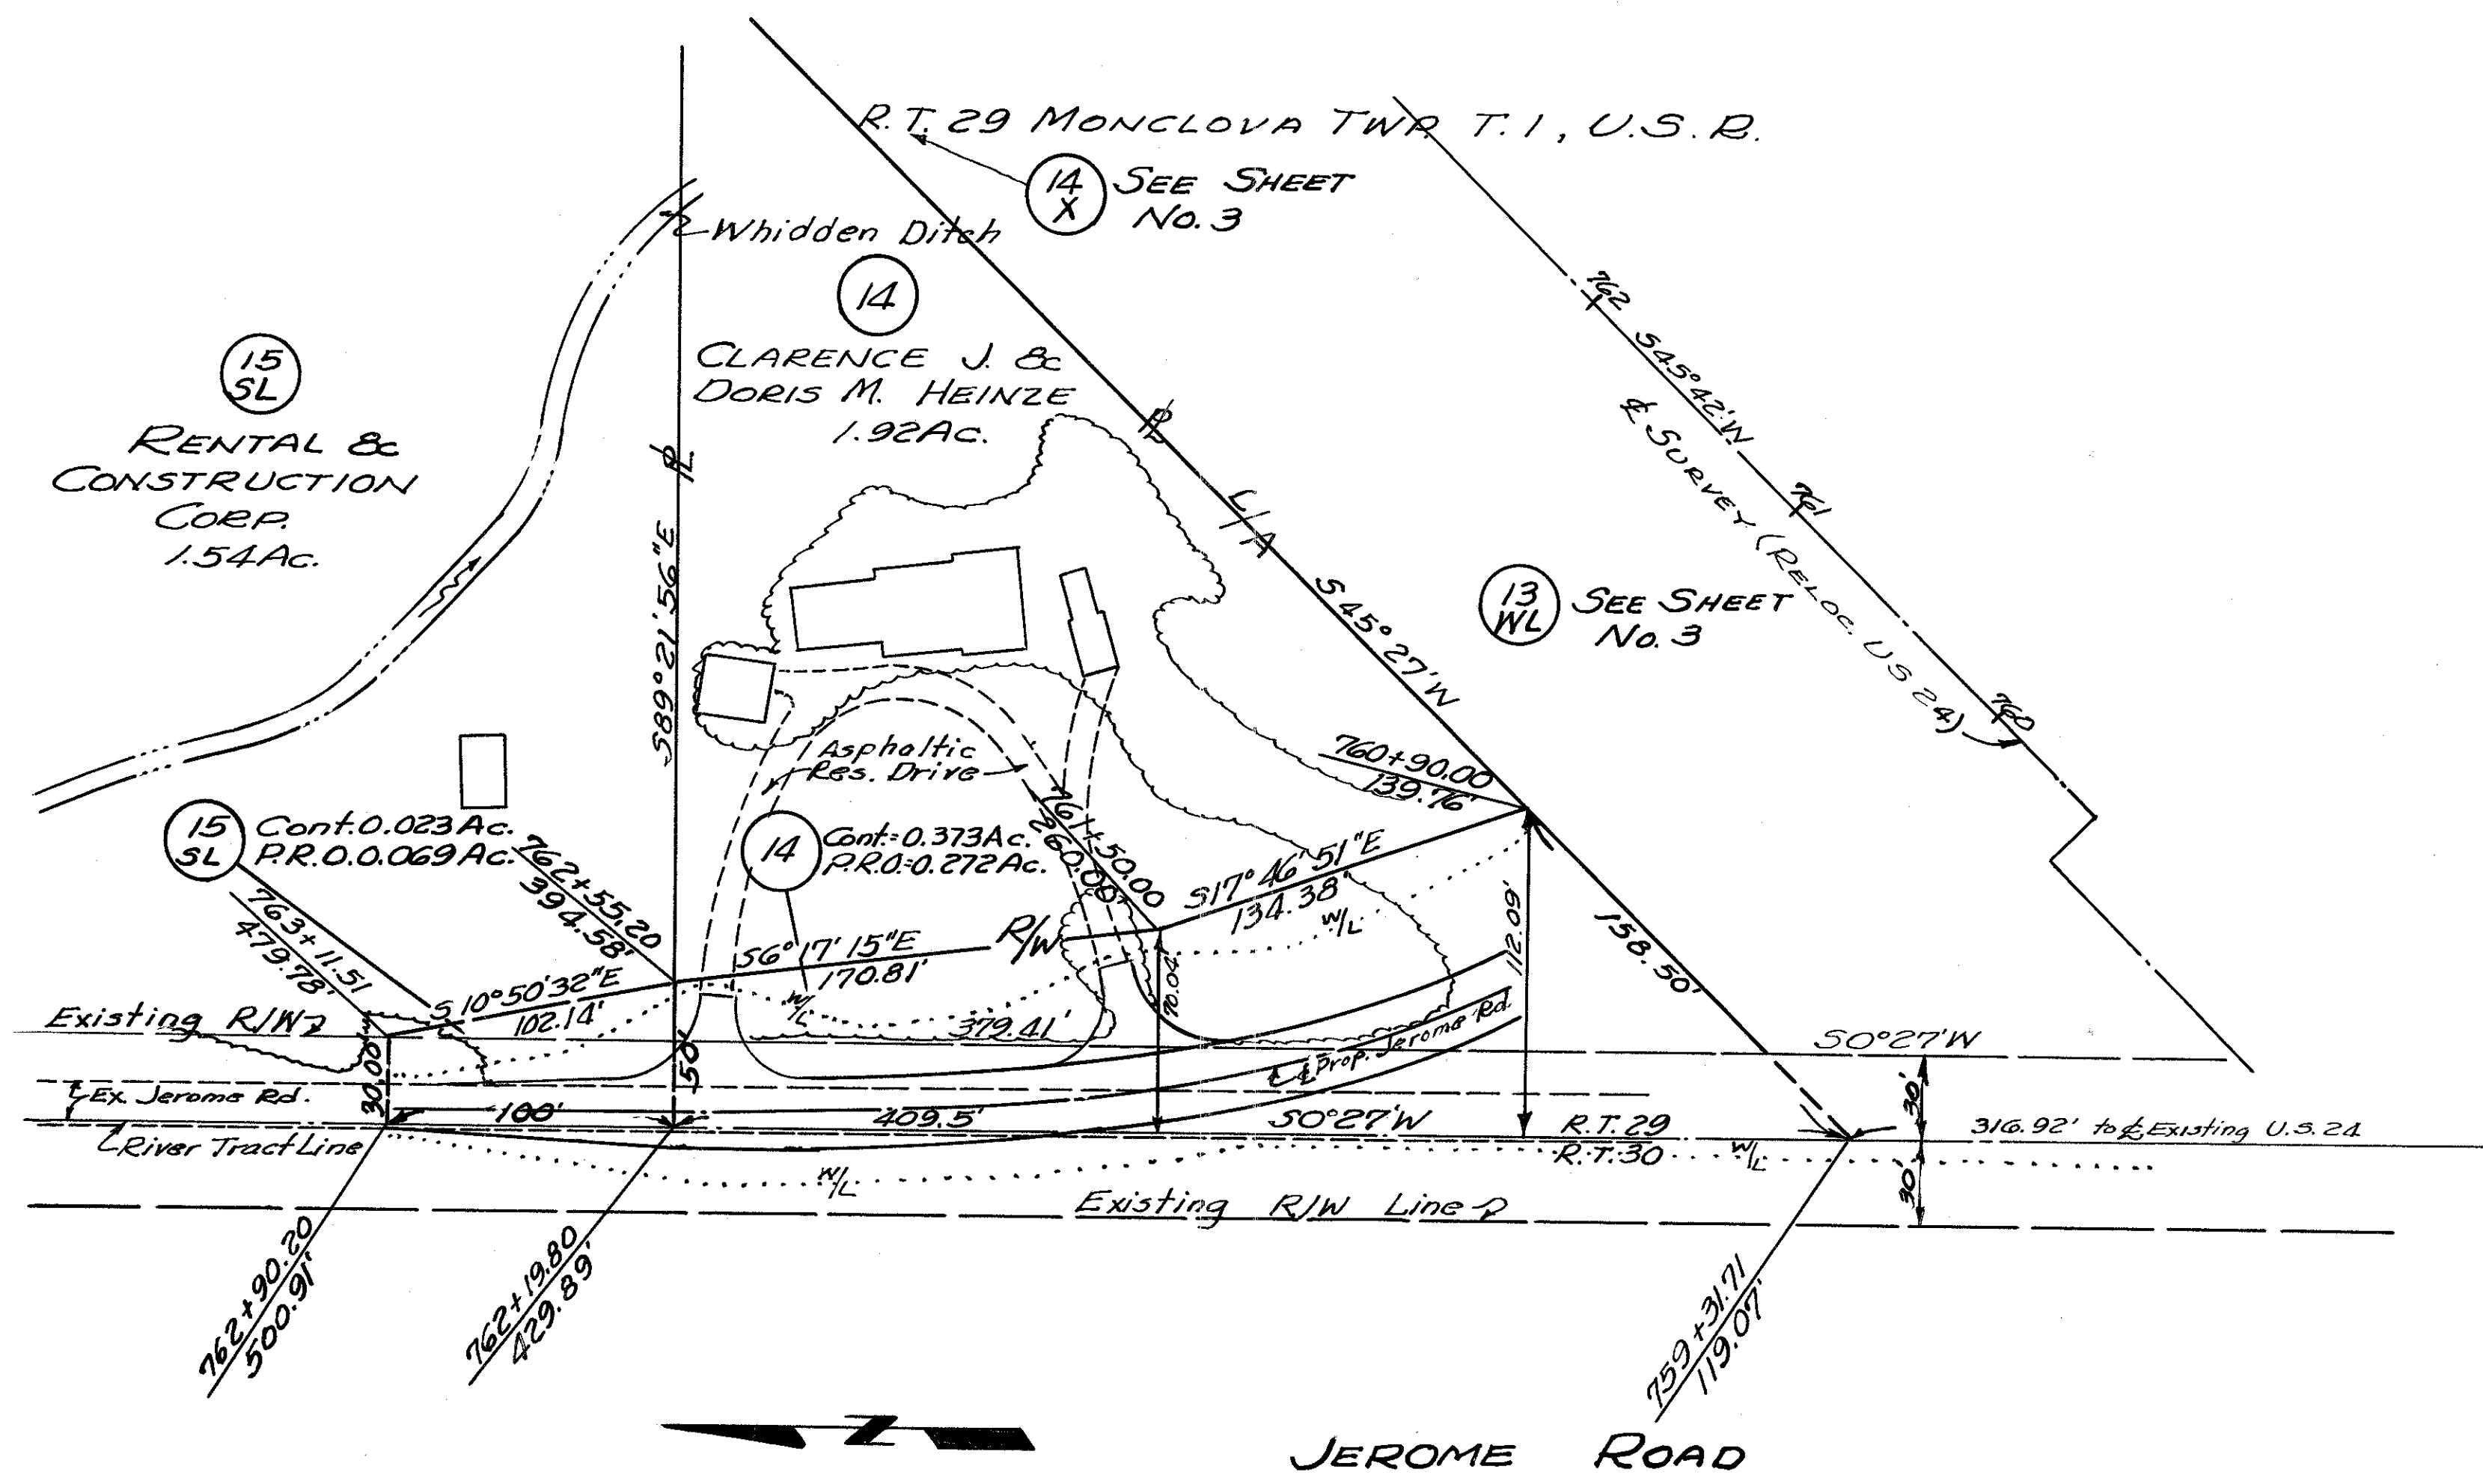 R.T. 29 MONCLOVA TWP. T.1, U.S.R.
14
X
SEE SHEET
No. 3
Whidden Ditch
14
CLARENCE J. &
DORIS M. HEINZE
1.92 Ac.
15
SL
RENTAL &
CONSTRUCTION
CORP.
1.54 Ac.
PL
PL
L/A
S89°21'56"E
S45°27'W
762
S45°42'W
761
℄ SURVEY (RELOC. US 24)
760
13
WL
SEE SHEET
No. 3
Asphaltic
Res. Drive
760+90.00
139.76'
15
SL
Cont. 0.023 Ac.
P.R.O. 0.069 Ac.
14
Cont.=0.373 Ac.
P.R.O.=0.272 Ac.
761+50.00
260.00'
762+55.20
394.58'
763+11.51
479.78'
S17°46'51"E
134.38'
W/L
112.09'
158.50'
S6°17'15"E
170.81'
R/W
70.04'
W/L
S10°50'32"E
102.14'
Existing R/W
379.41'
50'
30.00'
℄ Prop. Jerome Rd.
S0°27'W
Ex. Jerome Rd.
100'
409.5'
S0°27'W
R.T. 29
R.T. 30
30'
316.92' to ℄ Existing U.S. 24
River Tract Line
W/L
W/L
30'
Existing R/W Line
762+90.20
500.91'
762+19.80
429.89'
759+31.71
119.07'
Z
JEROME ROAD